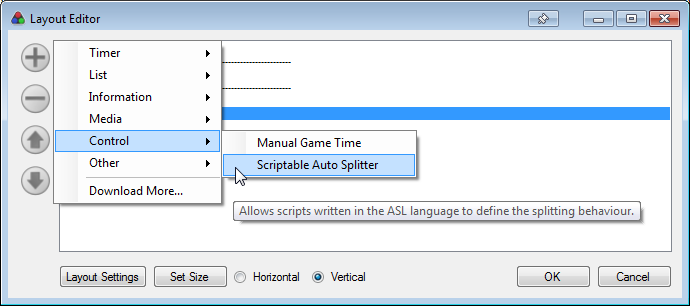 Layout Editor
Timer
List
Information
Media
Control
Other
Download More...
Manual Game Time
Scriptable Auto Splitter
Allows scripts written in the ASL language to define the splitting behaviour.
Layout Settings
Set Size
Horizontal
Vertical
OK
Cancel